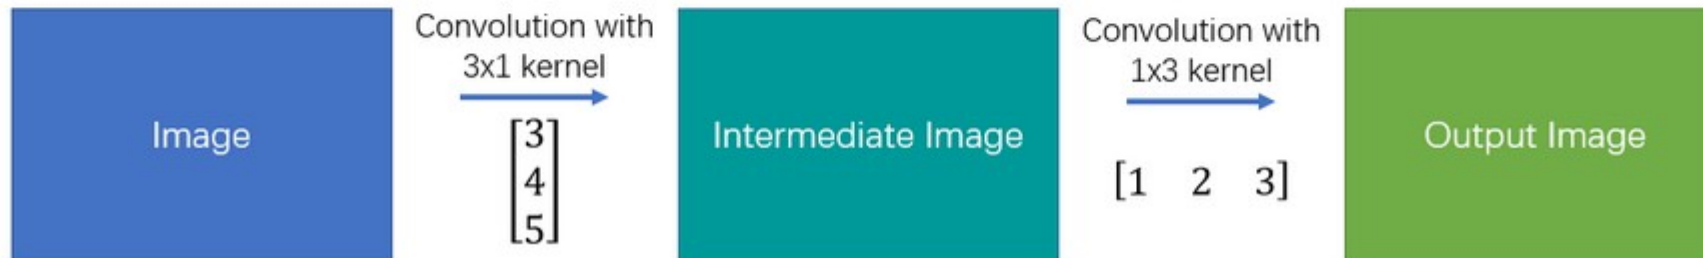 Image
Convolution with
3x1 kernel
[3
4
5]
Intermediate Image
Convolution with
1x3 kernel
[1 2 3]
Output Image